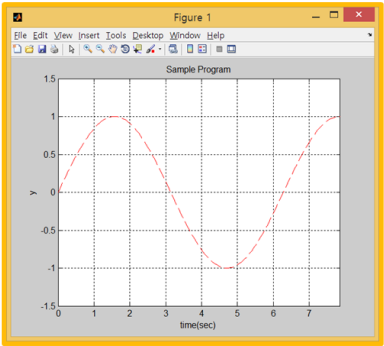 Figure 1
File Edit View Insert Tools Desktop Window Help
Sample Program
1.5
1
0.5
0
-0.5
-1
-1.5
y
0 1 2 3 4 5 6 7
time(sec)